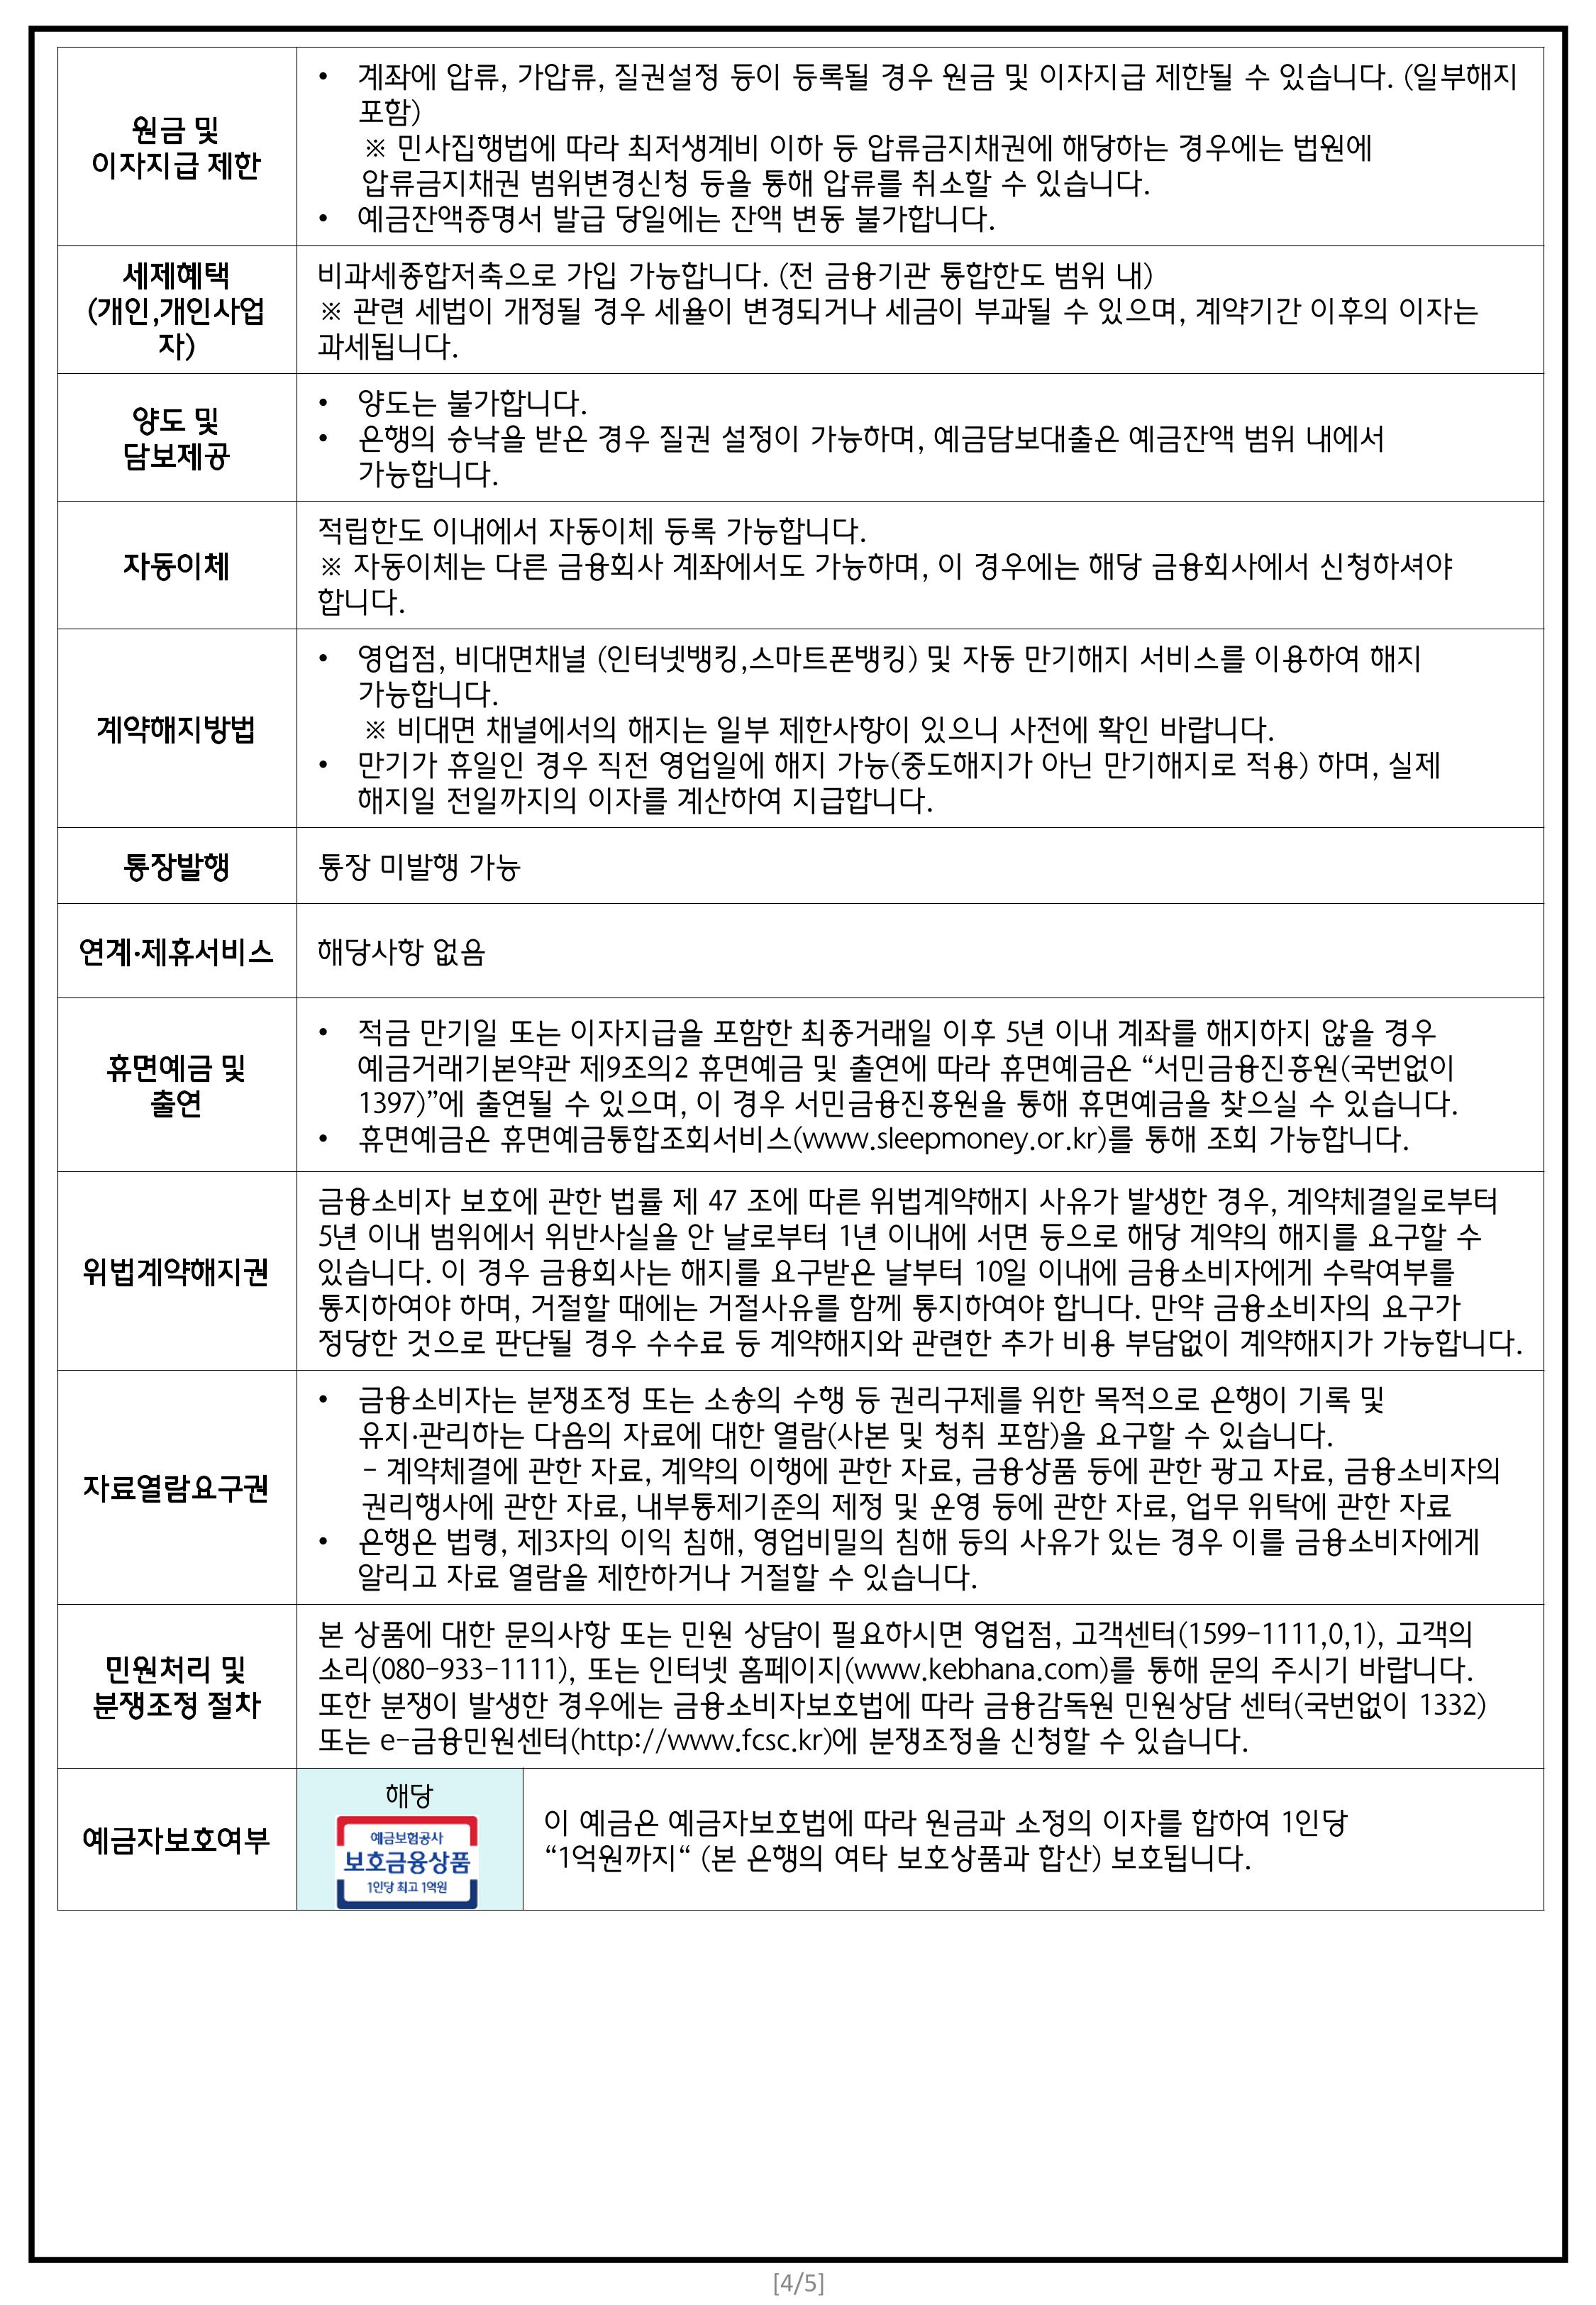 원금 및
이자지급 제한
• 계좌에 압류, 가압류, 질권설정 등이 등록될 경우 원금 및 이자지급 제한될 수 있습니다. (일부해지
포함)
※ 민사집행법에 따라 최저생계비 이하 등 압류금지채권에 해당하는 경우에는 법원에
압류금지채권 범위변경신청 등을 통해 압류를 취소할 수 있습니다.
• 예금잔액증명서 발급 당일에는 잔액 변동 불가합니다.
세제혜택
(개인,개인사업
자)
비과세종합저축으로 가입 가능합니다. (전 금융기관 통합한도 범위 내)
※ 관련 세법이 개정될 경우 세율이 변경되거나 세금이 부과될 수 있으며, 계약기간 이후의 이자는
과세됩니다.
양도 및
담보제공
• 양도는 불가합니다.
• 은행의 승낙을 받은 경우 질권 설정이 가능하며, 예금담보대출은 예금잔액 범위 내에서
가능합니다.
자동이체
적립한도 이내에서 자동이체 등록 가능합니다.
※ 자동이체는 다른 금융회사 계좌에서도 가능하며, 이 경우에는 해당 금융회사에서 신청하셔야
합니다.
계약해지방법
• 영업점, 비대면채널 (인터넷뱅킹,스마트폰뱅킹) 및 자동 만기해지 서비스를 이용하여 해지
가능합니다.
※ 비대면 채널에서의 해지는 일부 제한사항이 있으니 사전에 확인 바랍니다.
• 만기가 휴일인 경우 직전 영업일에 해지 가능(중도해지가 아닌 만기해지로 적용) 하며, 실제
해지일 전일까지의 이자를 계산하여 지급합니다.
통장발행
통장 미발행 가능
연계·제휴서비스
해당사항 없음
휴면예금 및
출연
• 적금 만기일 또는 이자지급을 포함한 최종거래일 이후 5년 이내 계좌를 해지하지 않을 경우
예금거래기본약관 제9조의2 휴면예금 및 출연에 따라 휴면예금은 “서민금융진흥원(국번없이
1397)”에 출연될 수 있으며, 이 경우 서민금융진흥원을 통해 휴면예금을 찾으실 수 있습니다.
• 휴면예금은 휴면예금통합조회서비스(www.sleepmoney.or.kr)를 통해 조회 가능합니다.
위법계약해지권
금융소비자 보호에 관한 법률 제 47 조에 따른 위법계약해지 사유가 발생한 경우, 계약체결일로부터
5년 이내 범위에서 위반사실을 안 날로부터 1년 이내에 서면 등으로 해당 계약의 해지를 요구할 수
있습니다. 이 경우 금융회사는 해지를 요구받은 날부터 10일 이내에 금융소비자에게 수락여부를
통지하여야 하며, 거절할 때에는 거절사유를 함께 통지하여야 합니다. 만약 금융소비자의 요구가
정당한 것으로 판단될 경우 수수료 등 계약해지와 관련한 추가 비용 부담없이 계약해지가 가능합니다.
자료열람요구권
• 금융소비자는 분쟁조정 또는 소송의 수행 등 권리구제를 위한 목적으로 은행이 기록 및
유지·관리하는 다음의 자료에 대한 열람(사본 및 청취 포함)을 요구할 수 있습니다.
- 계약체결에 관한 자료, 계약의 이행에 관한 자료, 금융상품 등에 관한 광고 자료, 금융소비자의
권리행사에 관한 자료, 내부통제기준의 제정 및 운영 등에 관한 자료, 업무 위탁에 관한 자료
• 은행은 법령, 제3자의 이익 침해, 영업비밀의 침해 등의 사유가 있는 경우 이를 금융소비자에게
알리고 자료 열람을 제한하거나 거절할 수 있습니다.
민원처리 및
분쟁조정 절차
본 상품에 대한 문의사항 또는 민원 상담이 필요하시면 영업점, 고객센터(1599-1111,0,1), 고객의
소리(080-933-1111), 또는 인터넷 홈페이지(www.kebhana.com)를 통해 문의 주시기 바랍니다.
또한 분쟁이 발생한 경우에는 금융소비자보호법에 따라 금융감독원 민원상담 센터(국번없이 1332)
또는 e-금융민원센터(http://www.fcsc.kr)에 분쟁조정을 신청할 수 있습니다.
예금자보호여부
해당
예금보험공사
보호금융상품
1인당 최고 1억원
이 예금은 예금자보호법에 따라 원금과 소정의 이자를 합하여 1인당
“1억원까지“ (본 은행의 여타 보호상품과 합산) 보호됩니다.
[4/5]